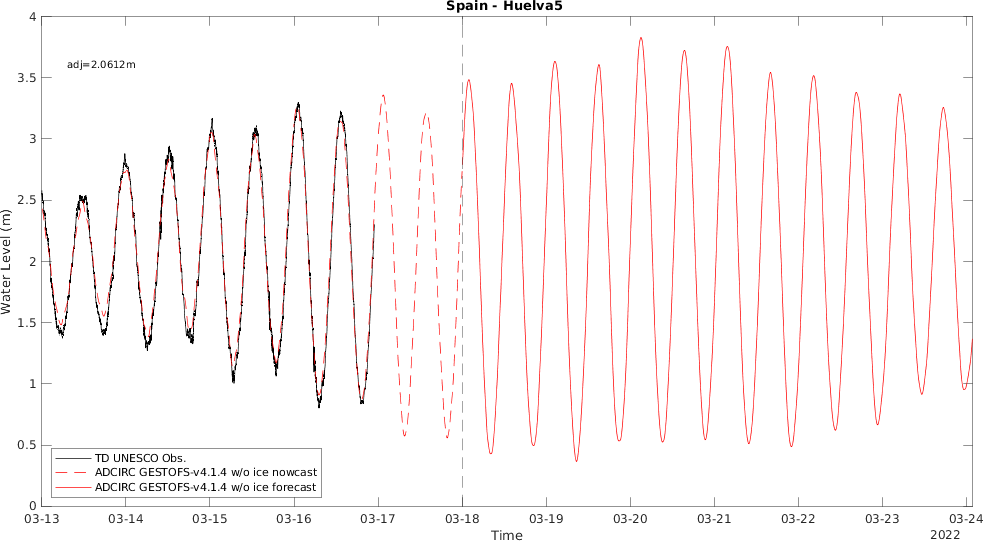 Spain - Huelva5
adj=2.0612m
Water Level (m)
4
3.5
3
2.5
2
1.5
1
0.5
0
TD UNESCO Obs.
ADCIRC GESTOFS-v4.1.4 w/o ice nowcast
ADCIRC GESTOFS-v4.1.4 w/o ice forecast
03-13 03-14 03-15 03-16 03-17 03-18 03-19 03-20 03-21 03-22 03-23 03-24
Time
2022